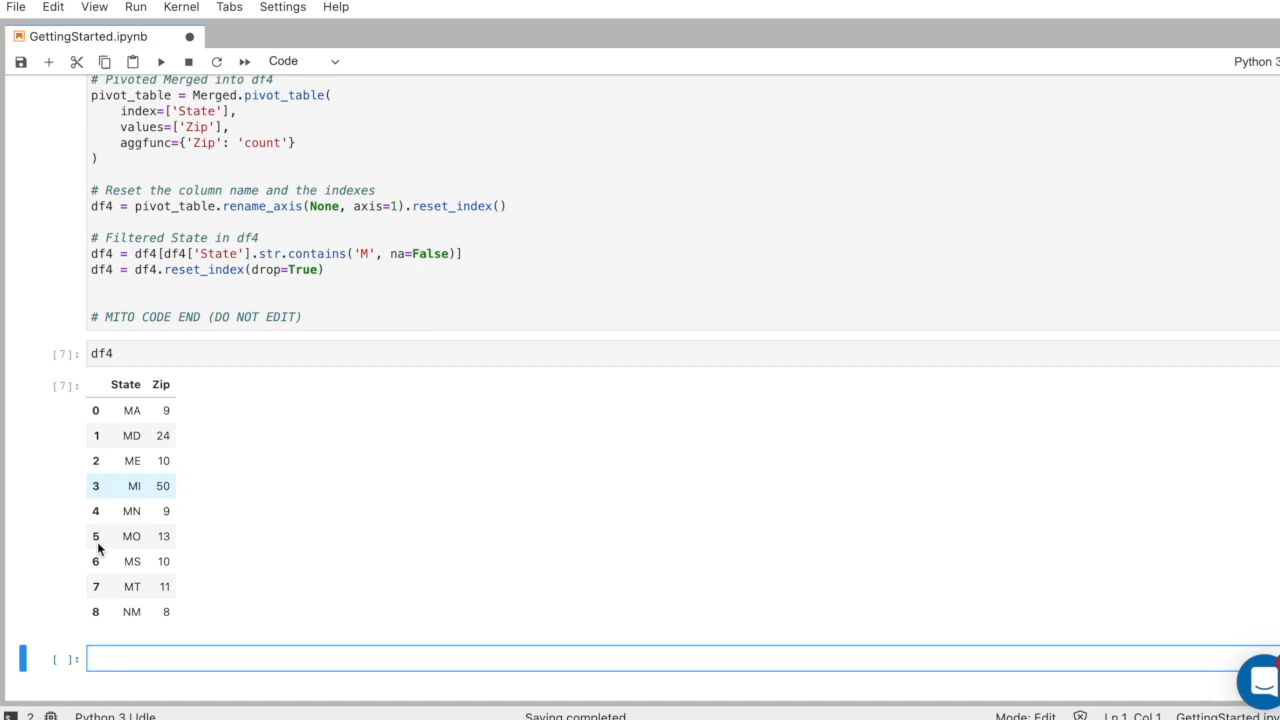 File Edit View Run Kernel Tabs Settings Help
GettingStarted.ipynb
Code Python 3
# Pivoted Merged into df4
pivot_table = Merged.pivot_table(
    index=['State'],
    values=['Zip'],
    aggfunc={'Zip': 'count'}
)
# Reset the column name and the indexes
df4 = pivot_table.rename_axis(None, axis=1).reset_index()
# Filtered State in df4
df4 = df4[df4['State'].str.contains('M', na=False)]
df4 = df4.reset_index(drop=True)
# MITO CODE END (DO NOT EDIT)
[7]: df4
[7]: State Zip
0 MA 9
1 MD 24
2 ME 10
3 MI 50
4 MN 9
5 MO 13
6 MS 10
7 MT 11
8 NM 8
[ ]:
2 Python 3 | Idle Saving completed Mode: Edit Ln 1, Col 1 GettingStarted.ipy